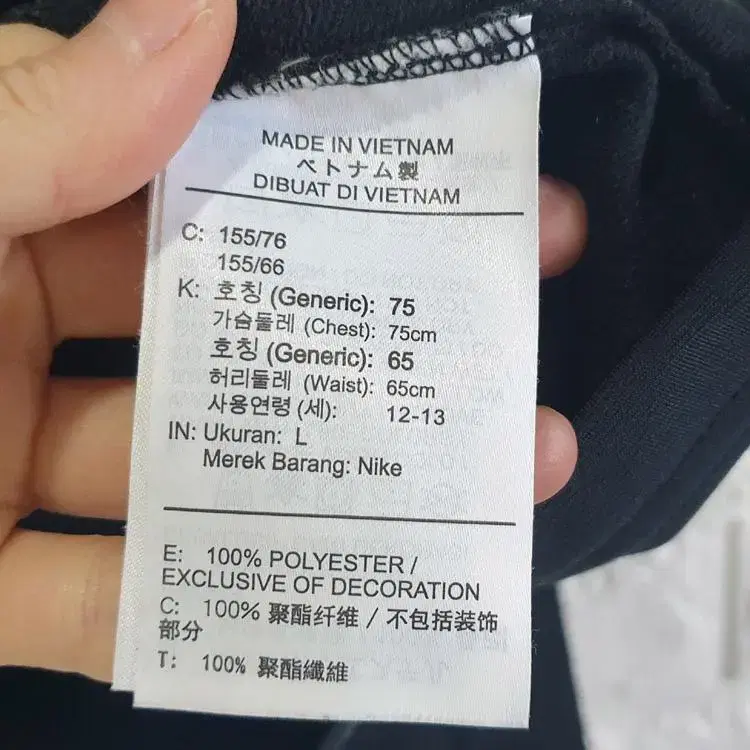 MADE IN VIETNAM
ベトナム製
DIBUAT DI VIETNAM
C: 155/76
155/66
K: 호칭 (Generic): 75
가슴둘레 (Chest): 75cm
호칭 (Generic): 65
허리둘레 (Waist): 65cm
사용연령 (세): 12-13
IN: Ukuran: L
Merek Barang: Nike
E: 100% POLYESTER /
EXCLUSIVE OF DECORATION
C: 100% 聚酯纤维 / 不包括装饰
部分
T: 100% 聚酯纖維